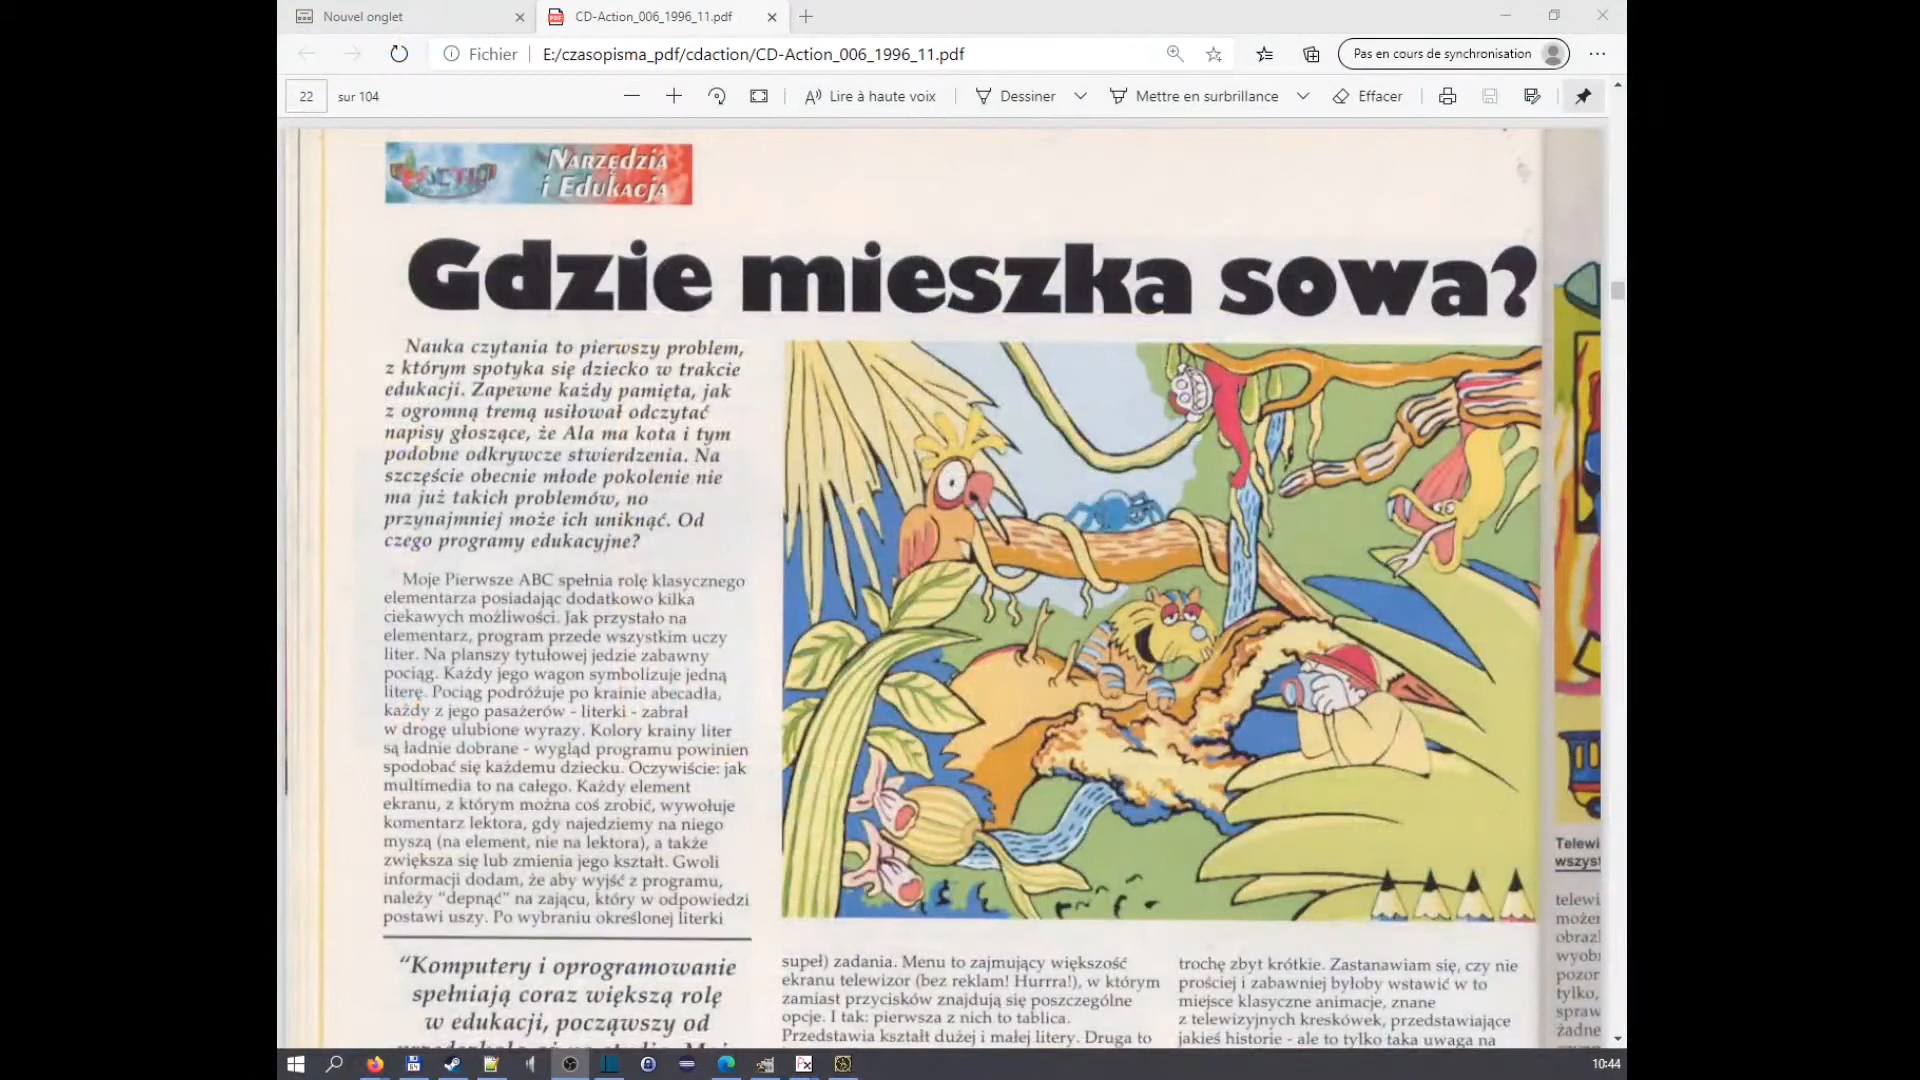 Nouvel onglet
CD-Action_006_1996_11.pdf
Fichier
E:/czasopisma_pdf/cdaction/CD-Action_006_1996_11.pdf
Pas en cours de synchronisation
22
sur 104
Lire à haute voix
Dessiner
Mettre en surbrillance
Effacer
Narzędzia
i Edukacja
Gdzie mieszka sowa?
Nauka czytania to pierwszy problem,
z którym spotyka się dziecko w trakcie
edukacji. Zapewne każdy pamięta, jak
z ogromną tremą usiłował odczytać
napisy głoszące, że Ala ma kota i tym
podobne odkrywcze stwierdzenia. Na
szczęście obecnie młode pokolenie nie
ma już takich problemów, no
przynajmniej może ich uniknąć. Od
czego programy edukacyjne?
Moje Pierwsze ABC spełnia rolę klasycznego
elementarza posiadając dodatkowo kilka
ciekawych możliwości. Jak przystało na
elementarz, program przede wszystkim uczy
liter. Na planszy tytułowej jedzie zabawny
pociąg. Każdy jego wagon symbolizuje jedną
literę. Pociąg podróżuje po krainie abecadła,
każdy z jego pasażerów - literki - zabrał
w drogę ulubione wyrazy. Kolory krainy liter
są ładnie dobrane - wygląd programu powinien
spodobać się każdemu dziecku. Oczywiście: jak
multimedia to na całego. Każdy element
ekranu, z którym można coś zrobić, wywołuje
komentarz lektora, gdy najedziemy na niego
myszą (na element, nie na lektora), a także
zwiększa się lub zmienia jego kształt. Gwoli
informacji dodam, że aby wyjść z programu,
należy "depnąć" na zającu, który w odpowiedzi
postawi uszy. Po wybraniu określonej literki
"Komputery i oprogramowanie
spełniają coraz większą rolę
w edukacji, począwszy od
supeł) zadania. Menu to zajmujący większość
ekranu telewizor (bez reklam! Hurrra!), w którym
zamiast przycisków znajdują się poszczególne
opcje. I tak: pierwsza z nich to tablica.
Przedstawia kształt dużej i małej litery. Druga to
trochę zbyt krótkie. Zastanawiam się, czy nie
prościej i zabawniej byłoby wstawić w to
miejsce klasyczne animacje, znane
z telewizyjnych kreskówek, przedstawiające
jakieś historie - ale to tylko taka uwaga na
Telewi
wszyst
telewi
może
obraz
wyob
pozor
tylko,
spraw
żadne
10:44